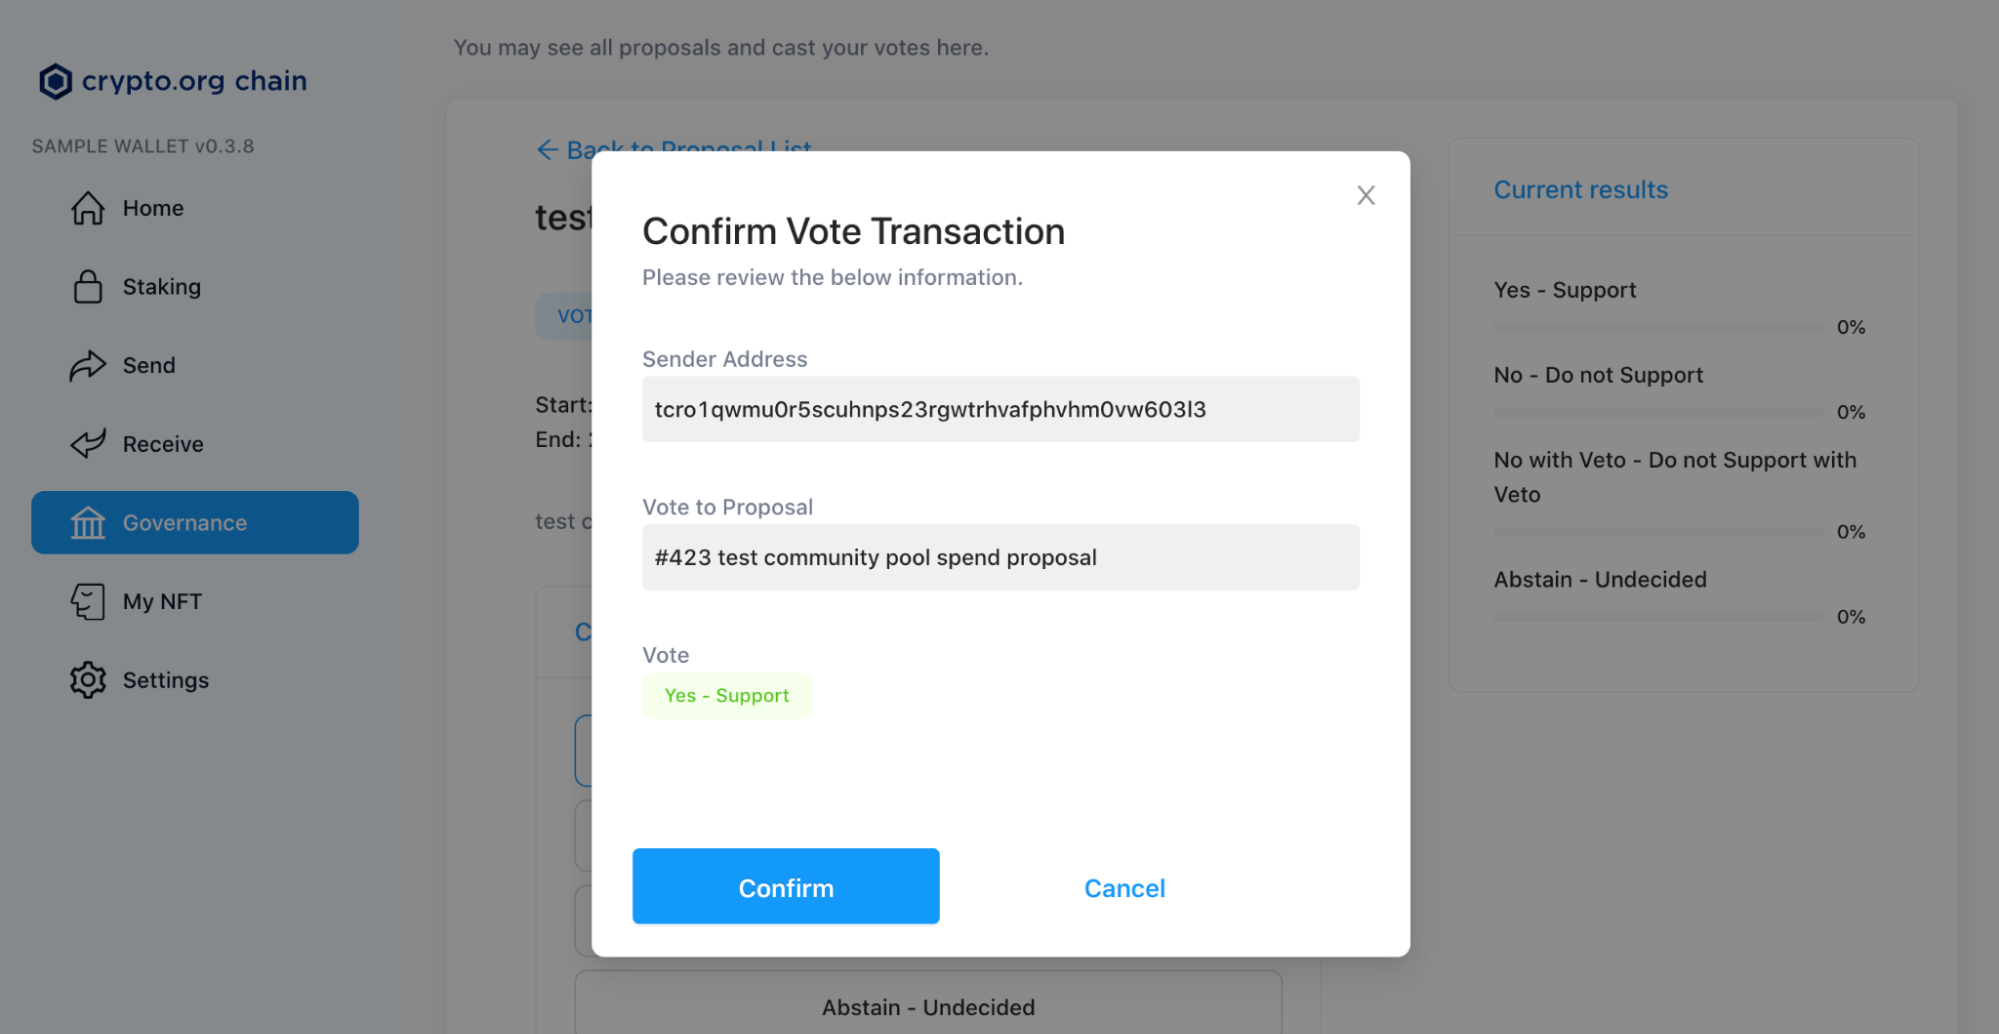 You may see all proposals and cast your votes here.
crypto.org chain
SAMPLE WALLET v0.3.8
Home
Staking
Send
Receive
Governance
My NFT
Settings
Back to Proposal List
Start:
End:
Confirm Vote Transaction
Please review the below information.
Sender Address
tcro1qwmu0r5scuhnps23rgwtrhvafphvhm0vw603l3
Vote to Proposal
#423 test community pool spend proposal
Vote
Yes - Support
Confirm
Cancel
Abstain - Undecided
Current results
Yes - Support
0%
No - Do not Support
0%
No with Veto - Do not Support with
Veto
0%
Abstain - Undecided
0%